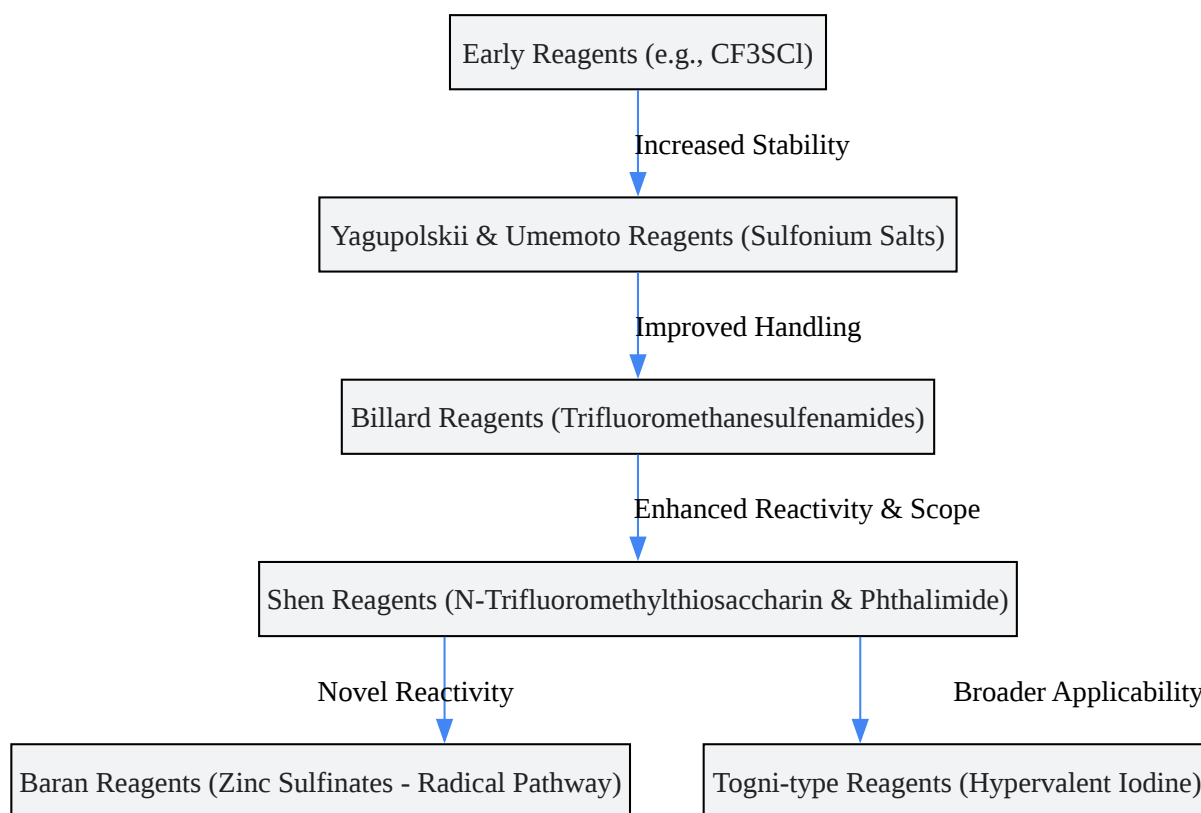 Early Reagents (e.g., CF3SCl)
Increased Stability
Yagupolskii & Umemoto Reagents (Sulfonium Salts)
Improved Handling
Billard Reagents (Trifluoromethanesulfenamides)
Enhanced Reactivity & Scope
Shen Reagents (N-Trifluoromethylthiosaccharin & Phthalimide)
Novel Reactivity
Broader Applicability
Baran Reagents (Zinc Sulfinates - Radical Pathway)
Togni-type Reagents (Hypervalent Iodine)